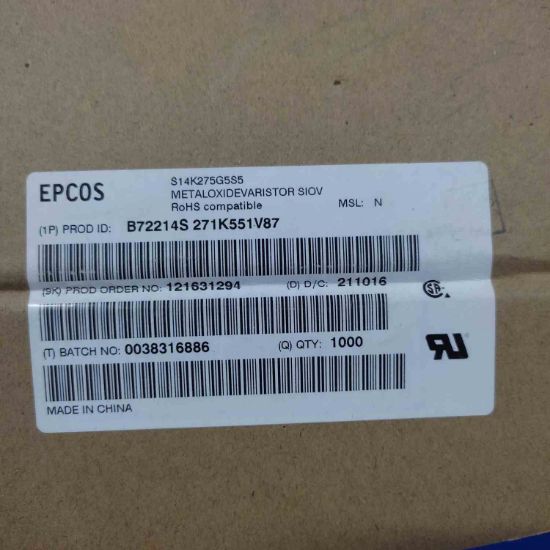 EPCOS
S14K275G5S5
METALOXIDEVARISTOR SIOV
RoHS compatible
MSL: N
(1P) PROD ID: B72214S 271K551V87
(9K) PROD ORDER NO: 121631294 (D) D/C: 211016
(T) BATCH NO: 0038316886 (Q) QTY: 1000
MADE IN CHINA